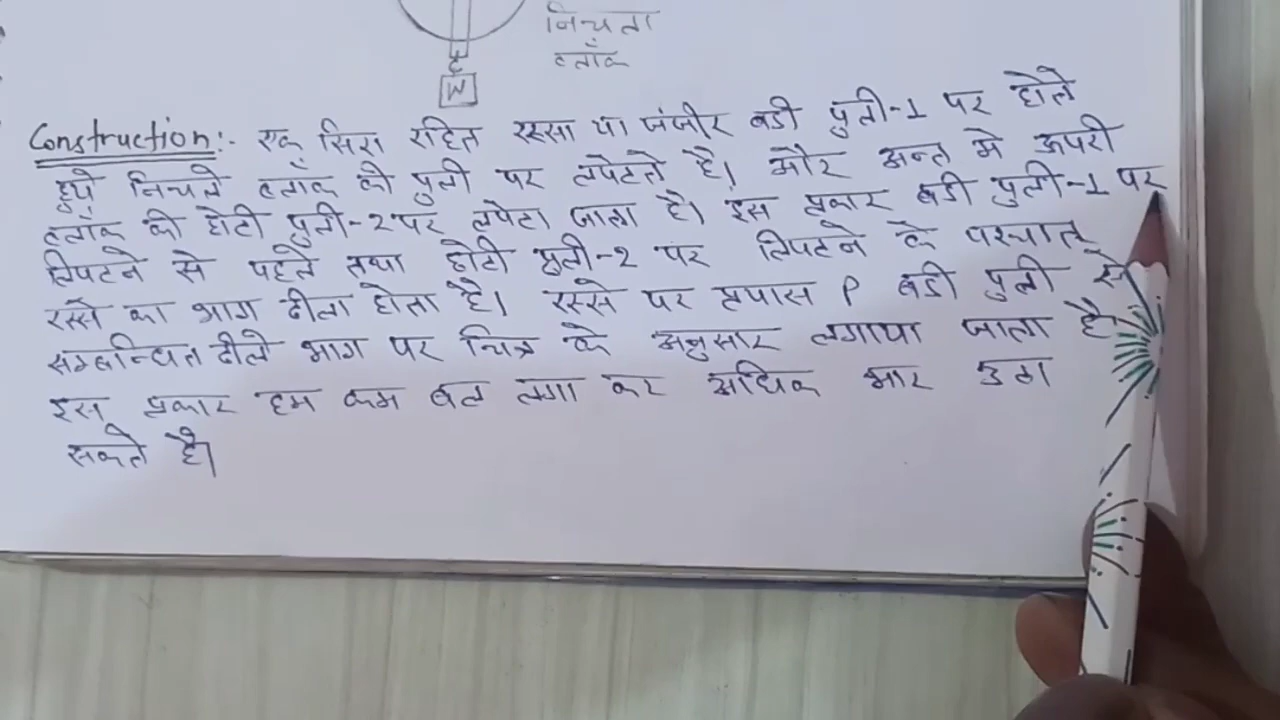 निचला
ब्लॉक
W
Construction:- एक सिरा रहित रस्सा या जंजीर बडी पुली-1 पर होते
हुये निचले ब्लॉक की पुली पर लपेटते है। और अन्त मे ऊपरी
ब्लॉक की छोटी पुली-2 पर लपेटा जाता है। इस प्रकार बडी पुली-1 पर
लिपटने से पहले तथा छोटी पुली-2 पर लिपटने के पश्चात्
रस्से का भाग ढीला होता है। रस्से पर प्रयास P बडी पुली से
सम्बन्धित ढीले भाग पर चित्र के अनुसार लगाया जाता है
इस प्रकार हम कम बल लगा कर अधिक भार उठा
सकते है।